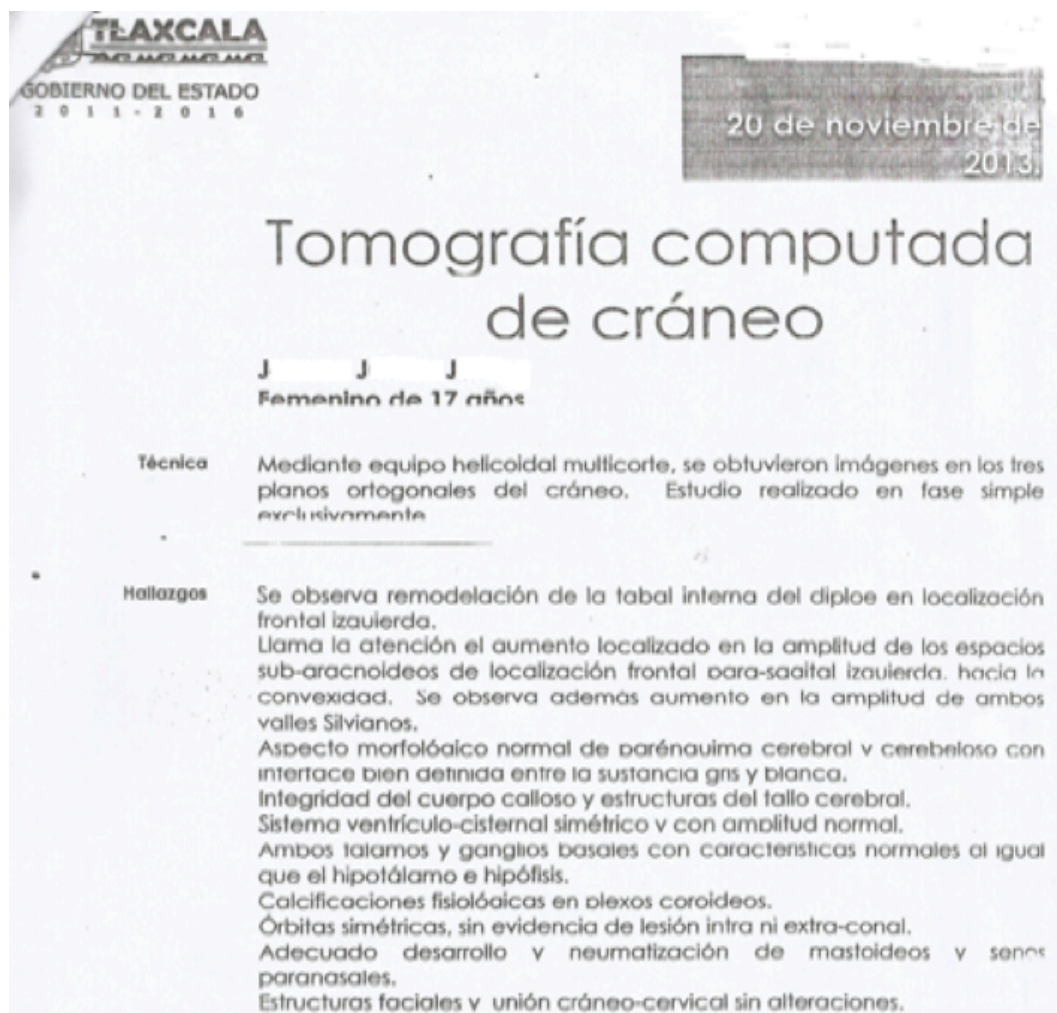 TLAXCALA
GOBIERNO DEL ESTADO
2 0 1 1 - 2 0 1 6
20 de noviembre de
2013.
Tomografía computada
de cráneo
J J J
Femenino de 17 años
Técnica Mediante equipo helicoidal multicorte, se obtuvieron imágenes en los tres
planos ortogonales del cráneo. Estudio realizado en fase simple
exclusivamente
Hallazgos Se observa remodelación de la tabal interna del diploe en localización
frontal izquierda.
Llama la atención el aumento localizado en la amplitud de los espacios
sub-aracnoideos de localización frontal para-sagital izquierda, hacia la
convexidad. Se observa además aumento en la amplitud de ambos
valles Silvianos.
Aspecto morfológico normal de parénquima cerebral y cerebeloso con
interface bien definida entre la sustancia gris y blanca.
Integridad del cuerpo calloso y estructuras del tallo cerebral.
Sistema ventrículo-cisternal simétrico y con amplitud normal.
Ambos tálamos y ganglios basales con características normales al igual
que el hipotálamo e hipófisis.
Calcificaciones fisiológicas en plexos coroideos.
Órbitas simétricas, sin evidencia de lesión intra ni extra-conal.
Adecuado desarrollo y neumatización de mastoideos y senos
paranasales.
Estructuras faciales y unión cráneo-cervical sin alteraciones.